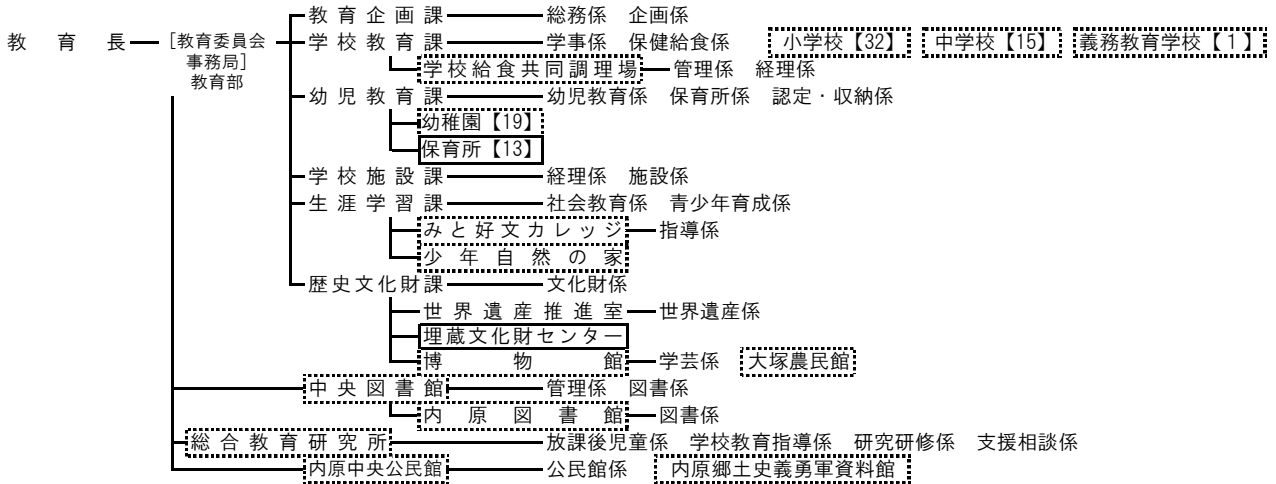 教育企画課 総務係 企画係
教育長 [教育委員会 学校教育課 学事係 保健給食係 小学校【32】 中学校【15】 義務教育学校【1】
事務局] 学校給食共同調理場 管理係 経理係
教育部
幼児教育課 幼児教育係 保育所係 認定・収納係
幼稚園【19】
保育所【13】
学校施設課 経理係 施設係
生涯学習課 社会教育係 青少年育成係
みと好文カレッジ 指導係
少年自然の家
歴史文化財課 文化財係
世界遺産推進室 世界遺産係
埋蔵文化財センター
博物館 学芸係 大塚農民館
中央図書館 管理係 図書係
内原図書館 図書係
総合教育研究所 放課後児童係 学校教育指導係 研究研修係 支援相談係
内原中央公民館 公民館係 内原郷土史義勇軍資料館